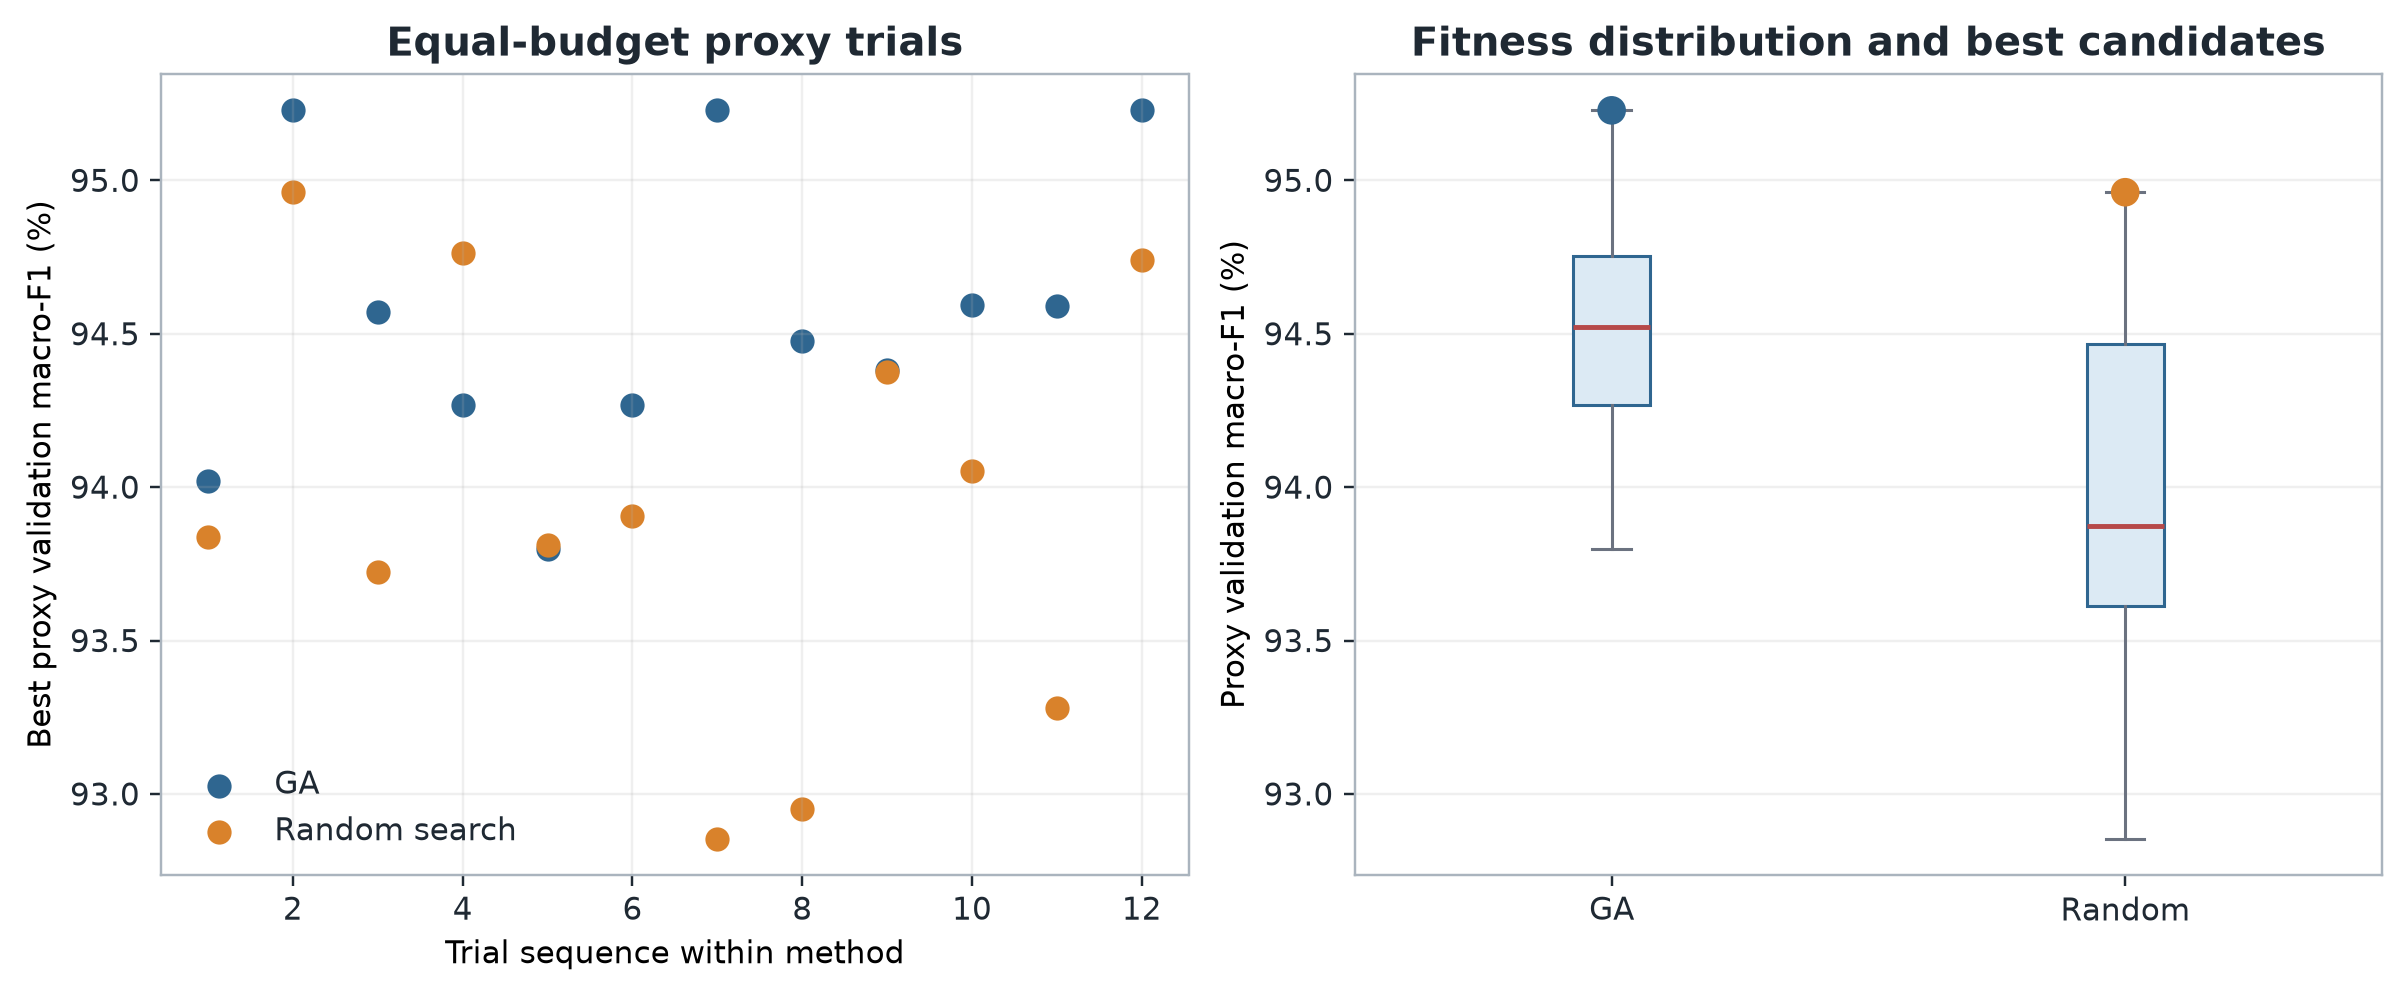 Equal-budget proxy trials
Best proxy validation macro-F1 (%)
95.0
94.5
94.0
93.5
93.0
GA
Random search
2 4 6 8 10 12
Trial sequence within method
Fitness distribution and best candidates
Proxy validation macro-F1 (%)
95.0
94.5
94.0
93.5
93.0
GA Random